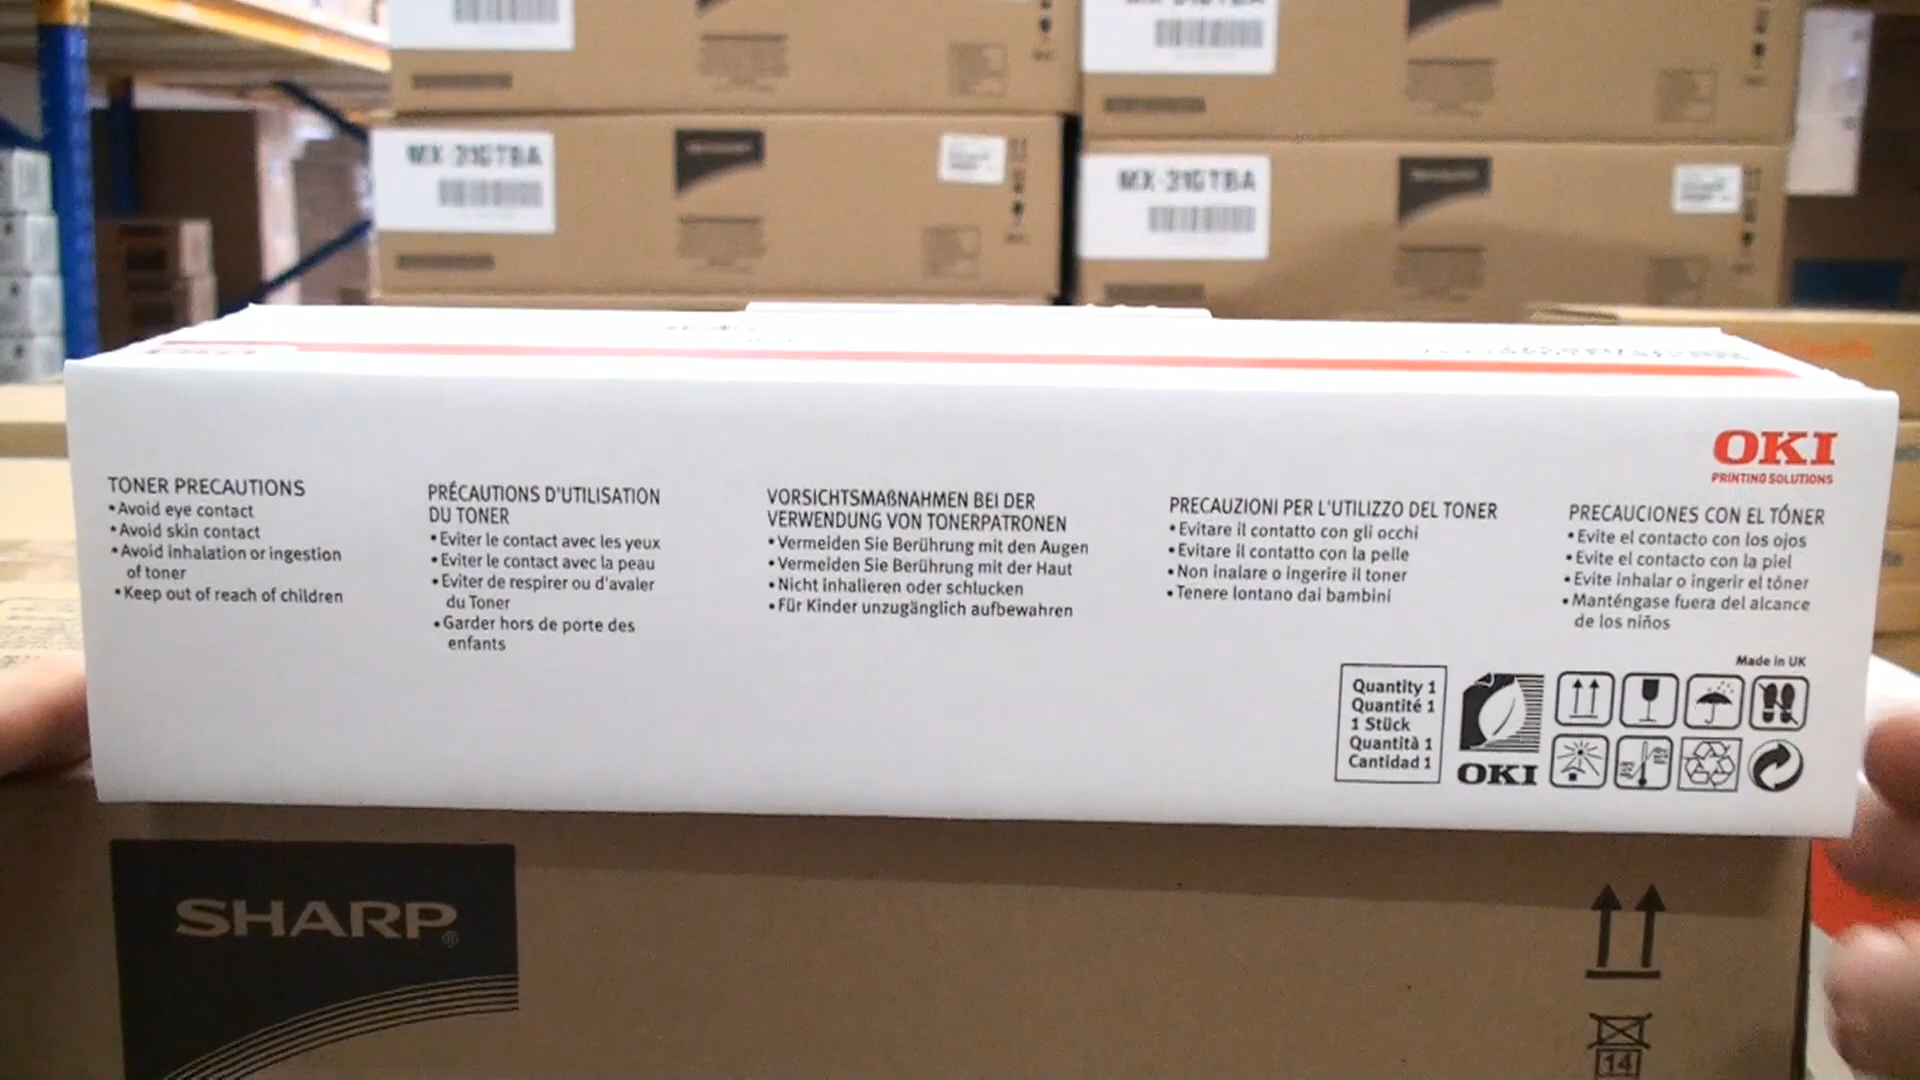 MX-31GTBA
MX-31GTBA
OKI
PRINTING SOLUTIONS
TONER PRECAUTIONS
• Avoid eye contact
• Avoid skin contact
• Avoid inhalation or ingestion
of toner
• Keep out of reach of children
PRÉCAUTIONS D'UTILISATION
DU TONER
• Eviter le contact avec les yeux
• Eviter le contact avec la peau
• Eviter de respirer ou d'avaler
du Toner
• Garder hors de porte des
enfants
VORSICHTSMAßNAHMEN BEI DER
VERWENDUNG VON TONERPATRONEN
• Vermeiden Sie Berührung mit den Augen
• Vermeiden Sie Berührung mit der Haut
• Nicht inhalieren oder schlucken
• Für Kinder unzugänglich aufbewahren
PRECAUZIONI PER L'UTILIZZO DEL TONER
• Evitare il contatto con gli occhi
• Evitare il contatto con la pelle
• Non inalare o ingerire il toner
• Tenere lontano dai bambini
PRECAUCIONES CON EL TÓNER
• Evite el contacto con los ojos
• Evite el contacto con la piel
• Evite inhalar o ingerir el tóner
• Manténgase fuera del alcance
de los niños
Made in UK
Quantity 1
Quantité 1
1 Stück
Quantità 1
Cantidad 1
OKI
SHARP®
14